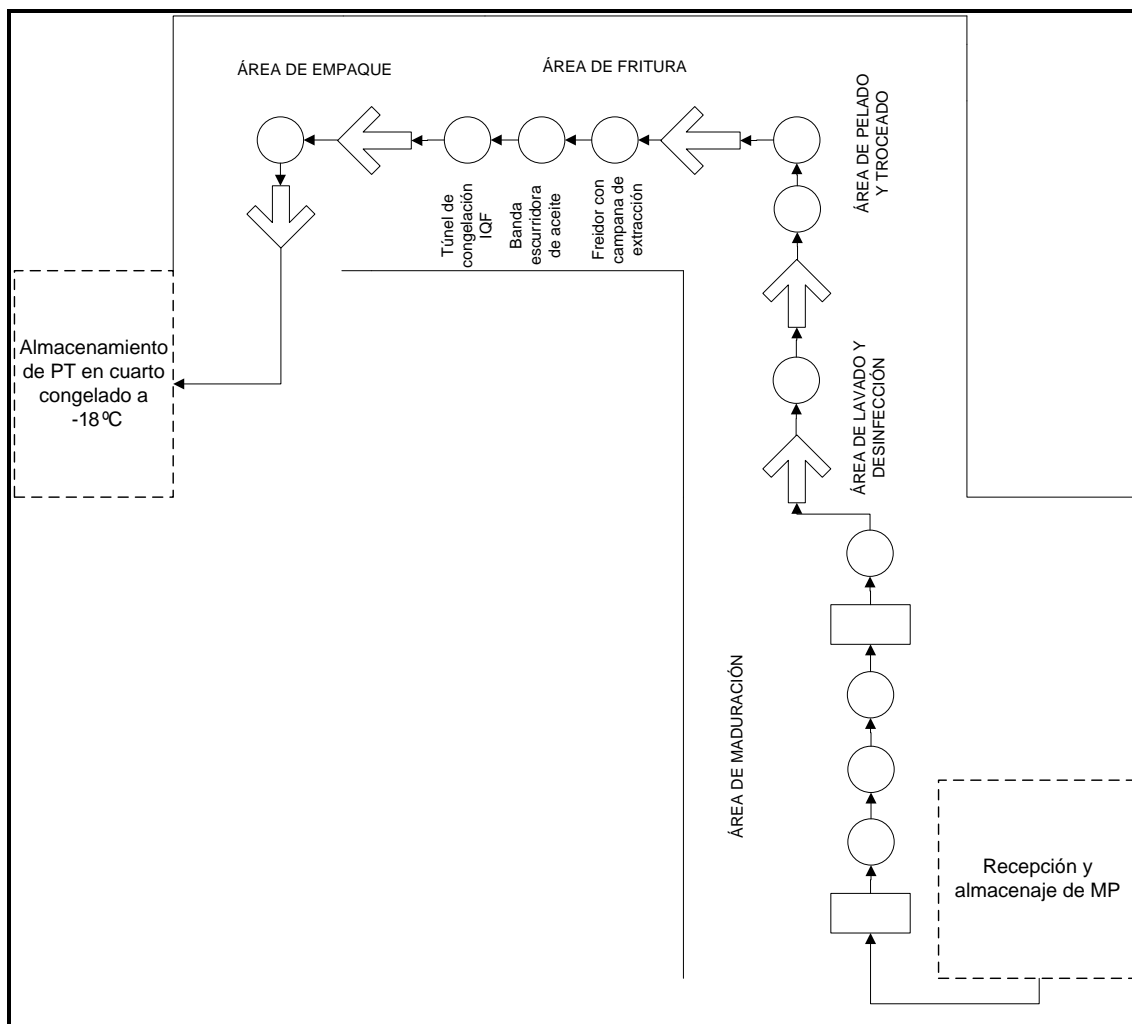 ÁREA DE EMPAQUE
ÁREA DE FRITURA
ÁREA DE PELADO
Y TROCEADO
Túnel de
congelación
IQF
Banda
escurridora
de aceite
Freidor con
campana de
extracción
Almacenamiento
de PT en cuarto
congelado a
-18ºC
ÁREA DE LAVADO Y
DESINFECCIÓN
ÁREA DE MADURACIÓN
Recepción y
almacenaje de MP